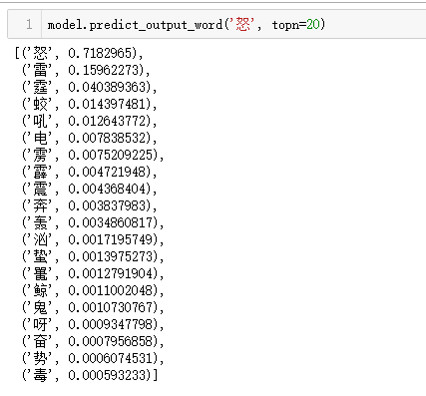 1 model.predict_output_word('怒', topn=20)
[('怒', 0.7182965),
('雷', 0.15962273),
('霆', 0.040389363),
('蛟', 0.014397481),
('吼', 0.012643772),
('电', 0.007838532),
('雳', 0.0075209225),
('霹', 0.004721948),
('震', 0.004368404),
('奔', 0.003837983),
('轰', 0.0034860817),
('汹', 0.0017195749),
('蛰', 0.0013975273),
('鼍', 0.0012791904),
('鲸', 0.0011002048),
('鬼', 0.0010730767),
('呀', 0.0009347798),
('奋', 0.0007956858),
('势', 0.0006074531),
('毒', 0.000593233)]